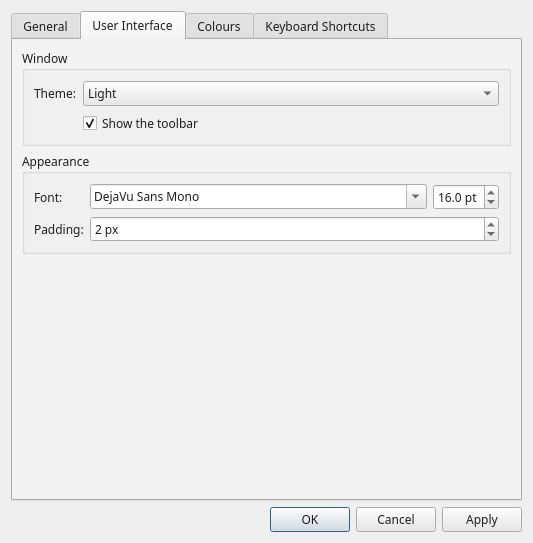 General User Interface Colours Keyboard Shortcuts
Window
Theme: Light
Show the toolbar
Appearance
Font: DejaVu Sans Mono 16.0 pt
Padding: 2 px
OK Cancel Apply